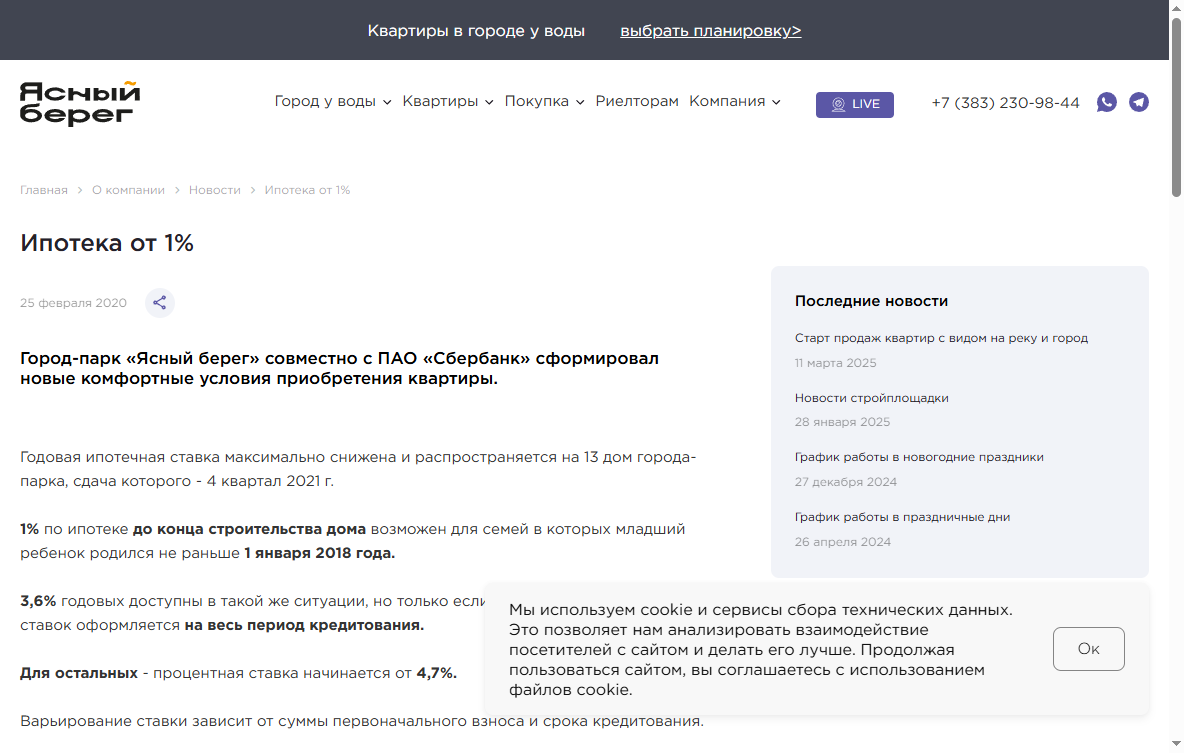 Квартиры в городе у воды выбрать планировку>
Ясный
берег
Город у воды Квартиры Покупка Риелторам Компания
LIVE
+7 (383) 230-98-44
Главная > О компании > Новости > Ипотека от 1%
Ипотека от 1%
25 февраля 2020
Город-парк «Ясный берег» совместно с ПАО «Сбербанк» сформировал
новые комфортные условия приобретения квартиры.
Годовая ипотечная ставка максимально снижена и распространяется на 13 дом города-
парка, сдача которого - 4 квартал 2021 г.
1% по ипотеке до конца строительства дома возможен для семей в которых младший
ребенок родился не раньше 1 января 2018 года.
3,6% годовых доступны в такой же ситуации, но только если
ставок оформляется на весь период кредитования.
Для остальных - процентная ставка начинается от 4,7%.
Варьирование ставки зависит от суммы первоначального взноса и срока кредитования.
Последние новости
Старт продаж квартир с видом на реку и город
11 марта 2025
Новости стройплощадки
28 января 2025
График работы в новогодние праздники
27 декабря 2024
График работы в праздничные дни
26 апреля 2024
Мы используем cookie и сервисы сбора технических данных.
Это позволяет нам анализировать взаимодействие
посетителей с сайтом и делать его лучше. Продолжая
пользоваться сайтом, вы соглашаетесь с использованием
файлов cookie.
Ок